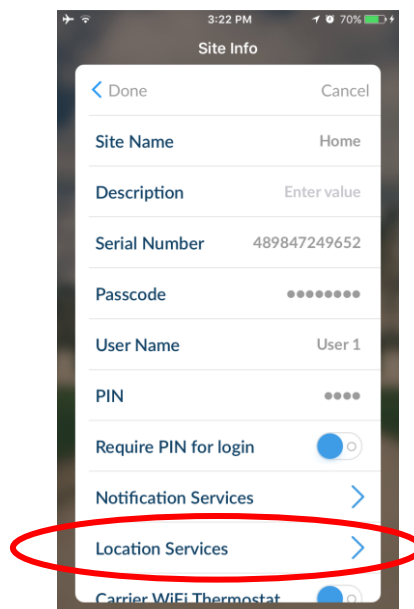 3:22 PM 70%
Site Info
Done Cancel
Site Name Home
Description Enter value
Serial Number 489847249652
Passcode ●●●●●●●●
User Name User 1
PIN ●●●●
Require PIN for login
Notification Services
Location Services
Carrier WiFi Thermostat